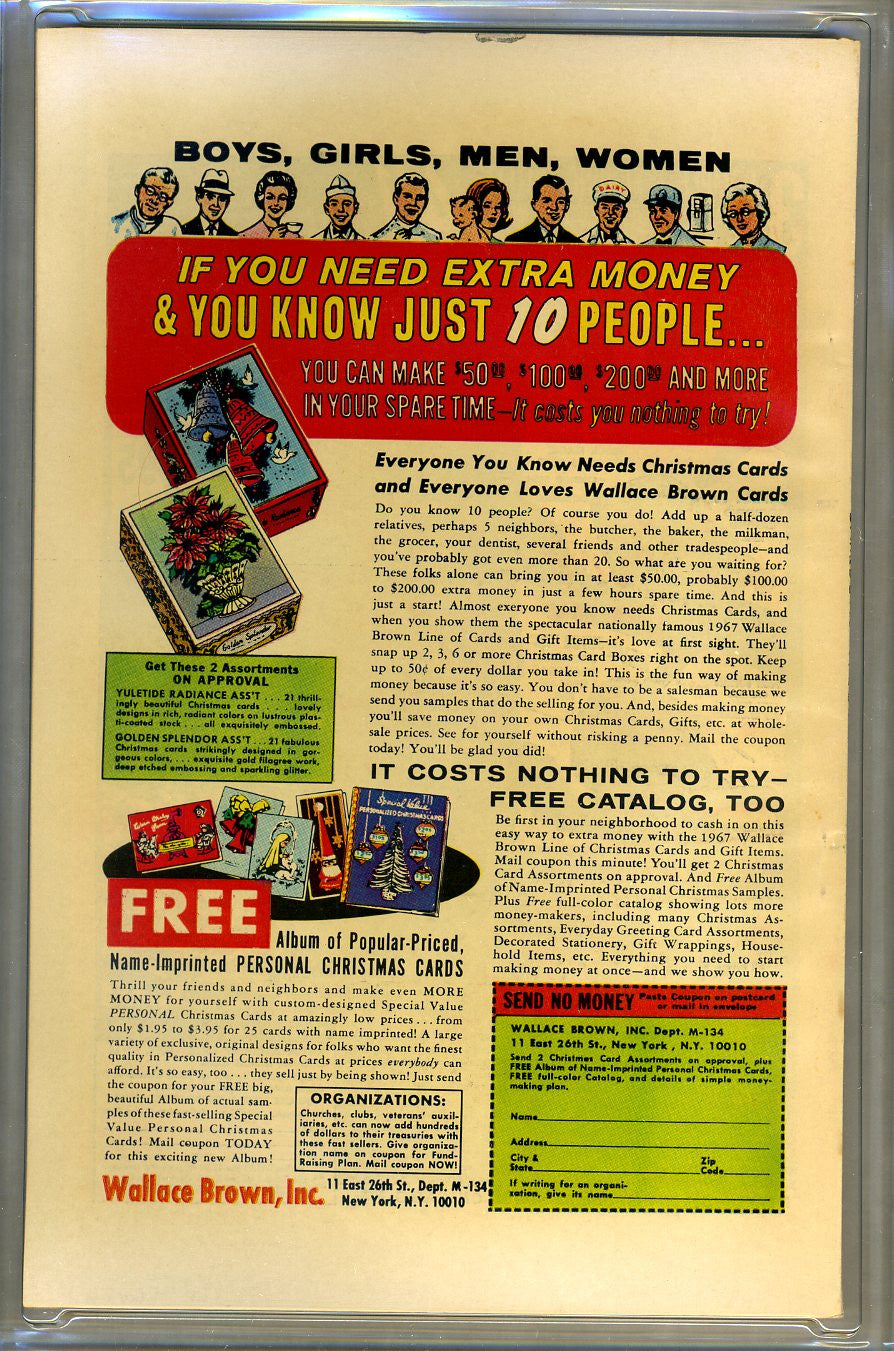 BOYS, GIRLS, MEN, WOMEN
DAIRY
IF YOU NEED EXTRA MONEY
& YOU KNOW JUST 10 PEOPLE...
YOU CAN MAKE $50.00, $100.00, $200.00 AND MORE
IN YOUR SPARE TIME—It costs you nothing to try!
Everyone You Know Needs Christmas Cards
and Everyone Loves Wallace Brown Cards
Do you know 10 people? Of course you do! Add up a half-dozen
relatives, perhaps 5 neighbors, the butcher, the baker, the milkman,
the grocer, your dentist, several friends and other tradespeople—and
you've probably got even more than 20. So what are you waiting for?
These folks alone can bring you in at least $50.00, probably $100.00
to $200.00 extra money in just a few hours spare time. And this is
just a start! Almost exeryone you know needs Christmas Cards, and
when you show them the spectacular nationally famous 1967 Wallace
Brown Line of Cards and Gift Items—it's love at first sight. They'll
snap up 2, 3, 6 or more Christmas Card Boxes right on the spot. Keep
up to 50¢ of every dollar you take in! This is the fun way of making
money because it's so easy. You don't have to be a salesman because we
send you samples that do the selling for you. And, besides making money
you'll save money on your own Christmas Cards, Gifts, etc. at whole-
sale prices. See for yourself without risking a penny. Mail the coupon
today! You'll be glad you did!
Golden Splendor
Get These 2 Assortments
ON APPROVAL
YULETIDE RADIANCE ASS'T . . . 21 thrill-
ingly beautiful Christmas cards . . . . lovely
designs in rich, radiant colors on lustrous plas-
ti-coated stock . . . all exquisitely embossed.
GOLDEN SPLENDOR ASS'T . . . 21 fabulous
Christmas cards strikingly designed in gor-
geous colors, . . . exquisite gold filagree work,
deep etched embossing and sparkling glitter.
IT COSTS NOTHING TO TRY—
FREE CATALOG, TOO
Be first in your neighborhood to cash in on this
easy way to extra money with the 1967 Wallace
Brown Line of Christmas Cards and Gift Items.
Mail coupon this minute! You'll get 2 Christmas
Card Assortments on approval. And Free Album
of Name-Imprinted Personal Christmas Samples.
Plus Free full-color catalog showing lots more
money-makers, including many Christmas As-
sortments, Everyday Greeting Card Assortments,
Decorated Stationery, Gift Wrappings, House-
hold Items, etc. Everything you need to start
making money at once—and we show you how.
Special Value
PERSONALIZED CHRISTMAS CARDS
FREE
Album of Popular-Priced,
Name-Imprinted PERSONAL CHRISTMAS CARDS
Thrill your friends and neighbors and make even MORE
MONEY for yourself with custom-designed Special Value
PERSONAL Christmas Cards at amazingly low prices . . . from
only $1.95 to $3.95 for 25 cards with name imprinted! A large
variety of exclusive, original designs for folks who want the finest
quality in Personalized Christmas Cards at prices everybody can
afford. It's so easy, too . . . they sell just by being shown! Just send
the coupon for your FREE big,
beautiful Album of actual sam-
ples of these fast-selling Special
Value Personal Christmas
Cards! Mail coupon TODAY
for this exciting new Album!
ORGANIZATIONS:
Churches, clubs, veterans' auxil-
iaries, etc. can now add hundreds
of dollars to their treasuries with
these fast sellers. Give organiza-
tion name on coupon for Fund-
Raising Plan. Mail coupon NOW!
Wallace Brown, Inc. 11 East 26th St., Dept. M-134
New York, N.Y. 10010
SEND NO MONEY Paste Coupon on postcard
or mail in envelope
WALLACE BROWN, INC. Dept. M-134
11 East 26th St., New York , N.Y. 10010
Send 2 Christmas Card Assortments on approval, plus
FREE Album of Name-Imprinted Personal Christmas Cards,
FREE full-color Catalog, and details of simple money-
making plan.
Name
Address
City &
State Zip
Code
If writing for an organi-
zation, give its name